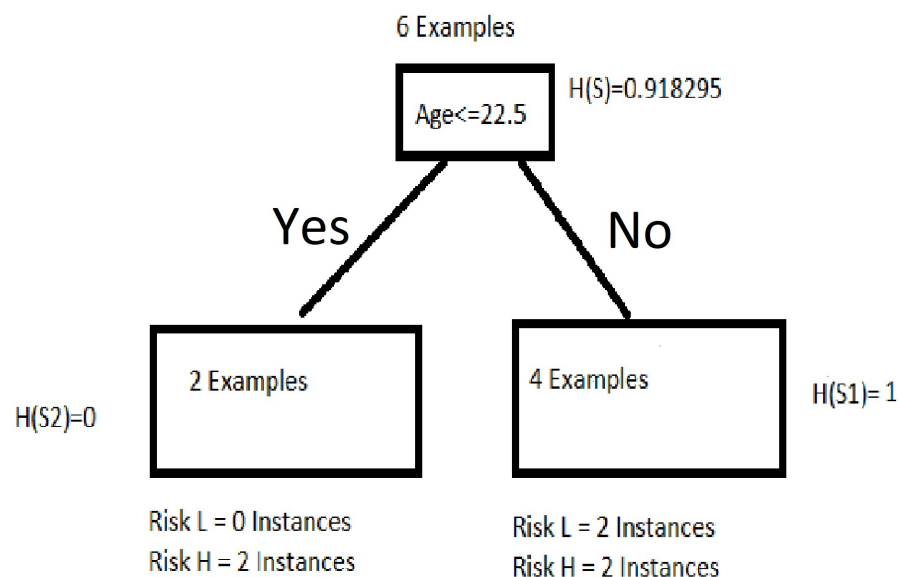 6 Examples
Age<=22.5
H(S)=0.918295
Yes
No
2 Examples
4 Examples
H(S2)=0
H(S1)= 1
Risk L = 0 Instances
Risk H = 2 Instances
Risk L = 2 Instances
Risk H = 2 Instances